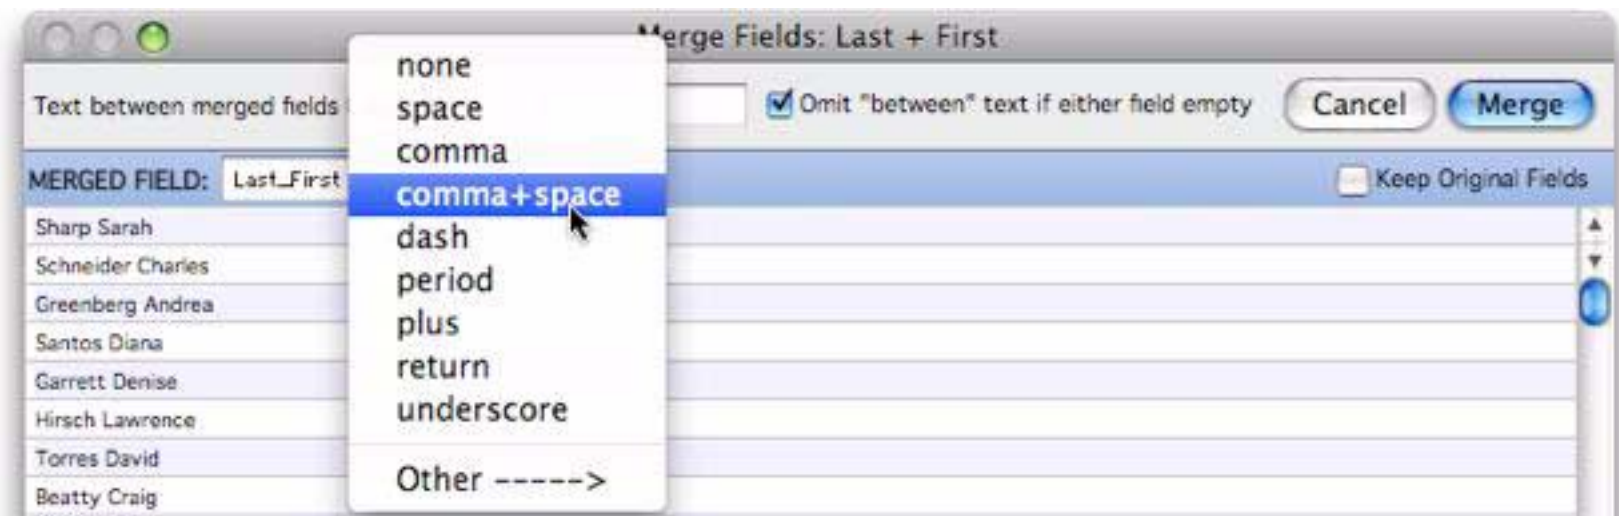 Merge Fields: Last + First
Text between merged fields
none
space
comma
comma+space
dash
period
plus
return
underscore
Other ----->
Omit "between" text if either field empty
Cancel
Merge
MERGED FIELD: Last_First
Keep Original Fields
Sharp Sarah
Schneider Charles
Greenberg Andrea
Santos Diana
Garrett Denise
Hirsch Lawrence
Torres David
Beatty Craig